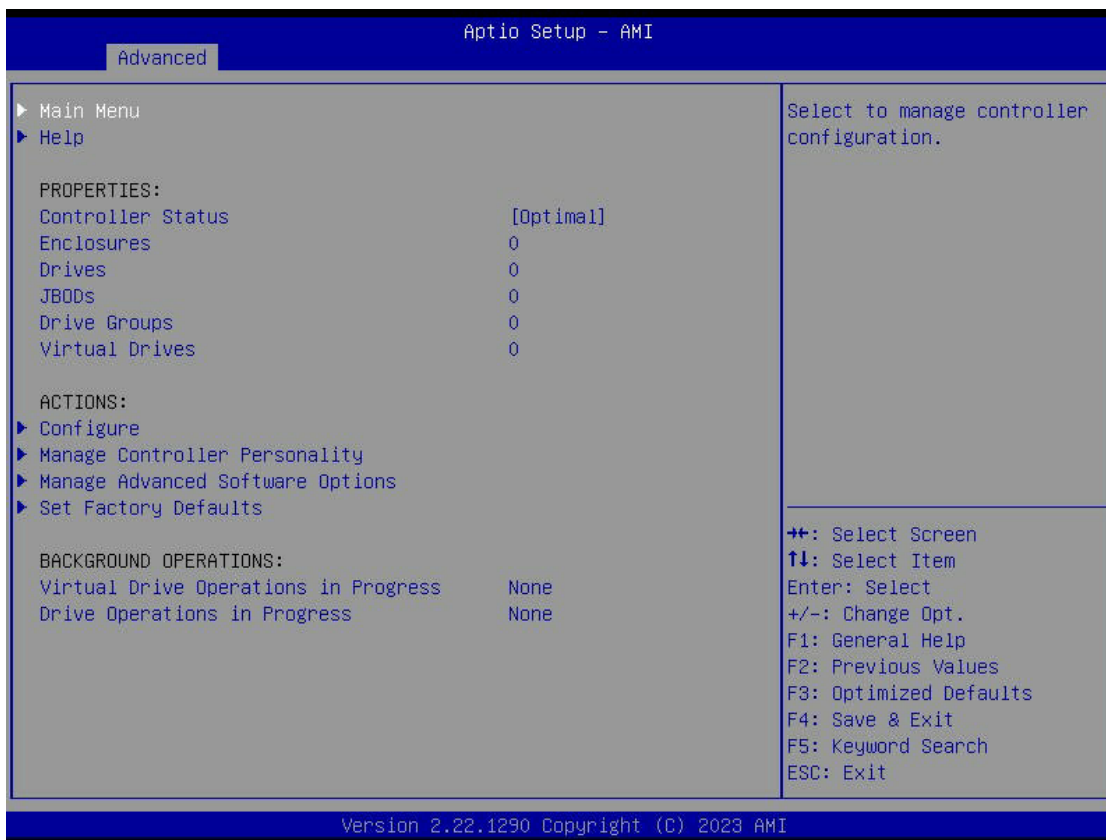 Aptio Setup – AMI
Advanced
Main Menu
Help
PROPERTIES:
Controller Status [Optimal]
Enclosures 0
Drives 0
JBODs 0
Drive Groups 0
Virtual Drives 0
ACTIONS:
Configure
Manage Controller Personality
Manage Advanced Software Options
Set Factory Defaults
BACKGROUND OPERATIONS:
Virtual Drive Operations in Progress None
Drive Operations in Progress None
Select to manage controller
configuration.
→←: Select Screen
↑↓: Select Item
Enter: Select
+/-: Change Opt.
F1: General Help
F2: Previous Values
F3: Optimized Defaults
F4: Save & Exit
F5: Keyword Search
ESC: Exit
Version 2.22.1290 Copyright (C) 2023 AMI